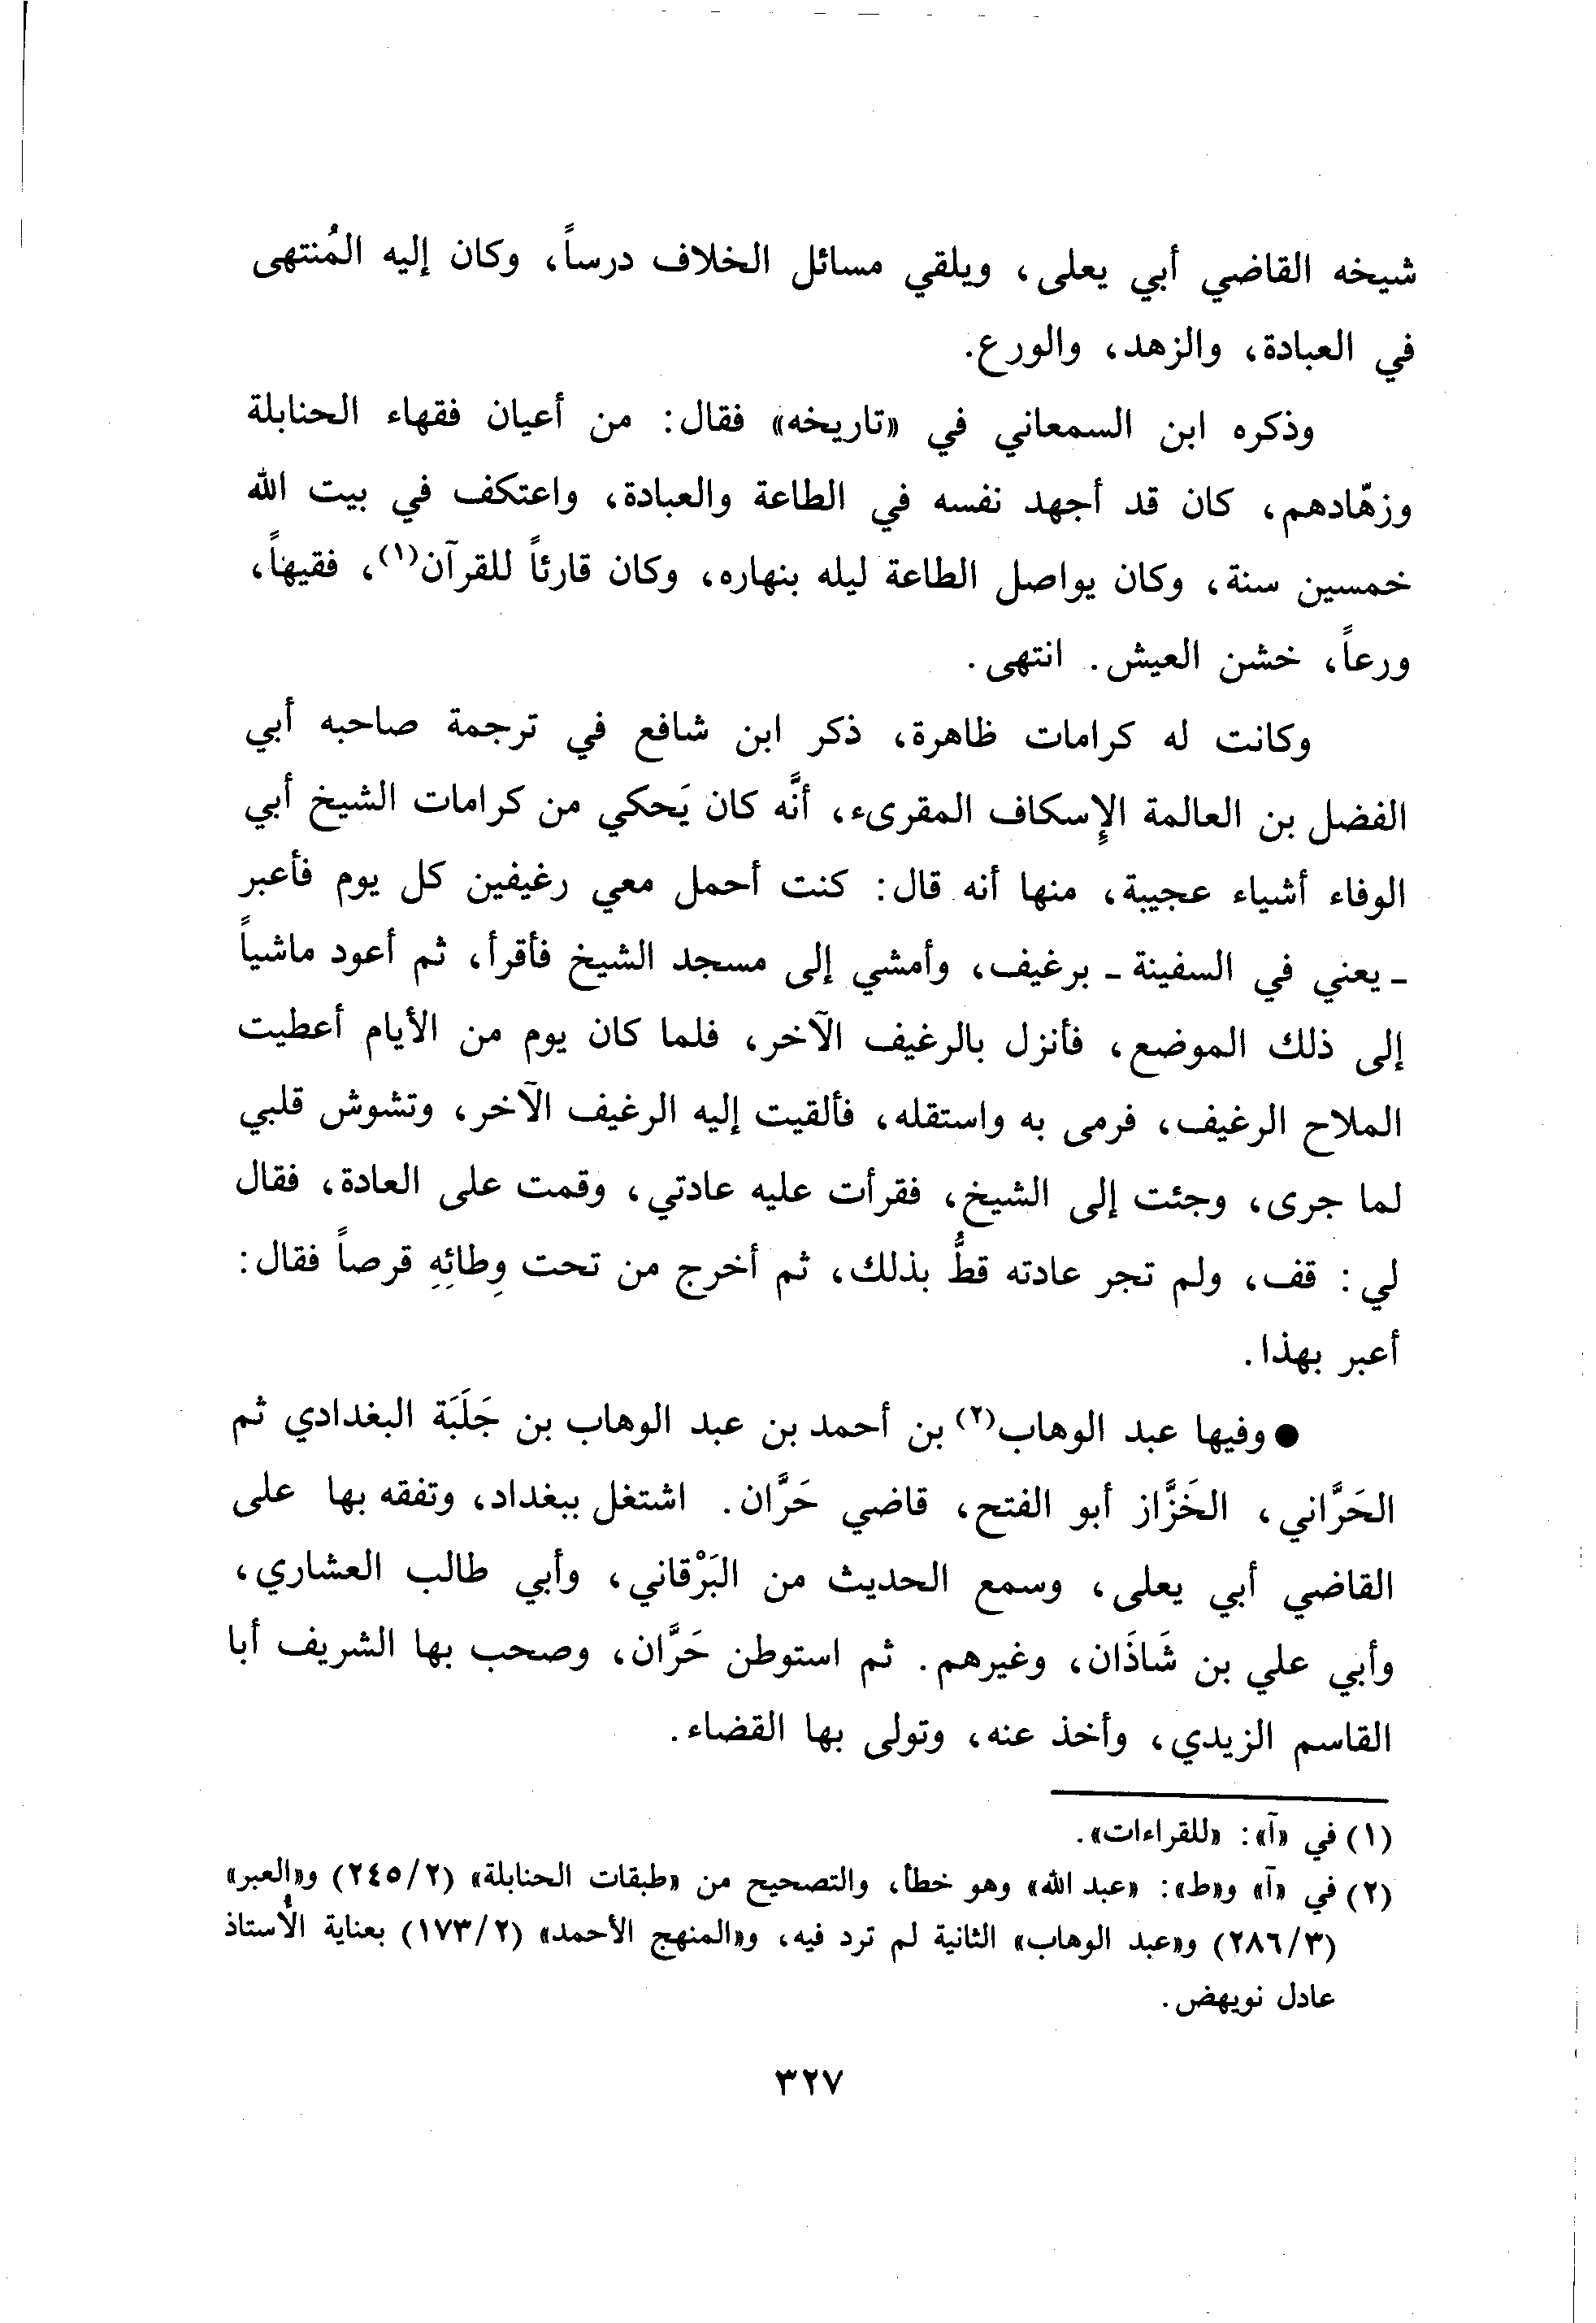 شيخه القاضي أبي يعلى، ويلقي مسائل الخلاف درساً، وكان إليه المُنتهى
في العبادة، والزهد، والورع.
وذكره ابن السمعاني في «تاريخه» فقال: من أعيان فقهاء الحنابلة
وزهّادهم، كان قد أجهد نفسه في الطاعة والعبادة، واعتكف في بيت الله
خمسين سنة، وكان يواصل الطاعة ليله بنهاره، وكان قارئاً للقرآن(١)، فقيهاً،
ورعاً، خشن العيش. انتهى.
وكانت له كرامات ظاهرة، ذكر ابن شافع في ترجمة صاحبه أبي
الفضل بن العالمة الإِسكاف المقرىء، أنَّه كان يَحكي من كرامات الشيخ أبي
الوفاء أشياء عجيبة، منها أنه قال: كنت أحمل معي رغيفين كل يوم فأعبر
ـ يعني في السفينة ـ برغيف، وأمشي إلى مسجد الشيخ فأقرأ، ثم أعود ماشياً
إلى ذلك الموضع، فأنزل بالرغيف الآخر، فلما كان يوم من الأيام أعطيت
الملاح الرغيف، فرمى به واستقله، فألقيت إليه الرغيف الآخر، وتشوش قلبي
لما جرى، وجئت إلى الشيخ، فقرأت عليه عادتي، وقمت على العادة، فقال
لي: قف، ولم تجر عادته قطُّ بذلك، ثم أخرج من تحت وِطائِهِ قرصاً فقال:
أعبر بهذا.
● وفيها عبد الوهاب(٢) بن أحمد بن عبد الوهاب بن جَلَبَة البغدادي ثم
الحَرَّاني، الخَزَّاز أبو الفتح، قاضي حَرَّان. اشتغل ببغداد، وتفقه بها على
القاضي أبي يعلى، وسمع الحديث من البَرْقاني، وأبي طالب العشاري،
وأبي علي بن شَاذَان، وغيرهم. ثم استوطن حَرَّان، وصحب بها الشريف أبا
القاسم الزيدي، وأخذ عنه، وتولى بها القضاء.
(١) في «آ»: «للقراءات».
(٢) في «آ» و«ط»: «عبد الله» وهو خطأ، والتصحيح من «طبقات الحنابلة» (٢٤٥/٢) و«العبر»
(٢٨٦/٣) و«عبد الوهاب» الثانية لم ترد فيه، و«المنهج الأحمد» (١٧٣/٢) بعناية الأُستاذ
عادل نويهض.
٣٢٧